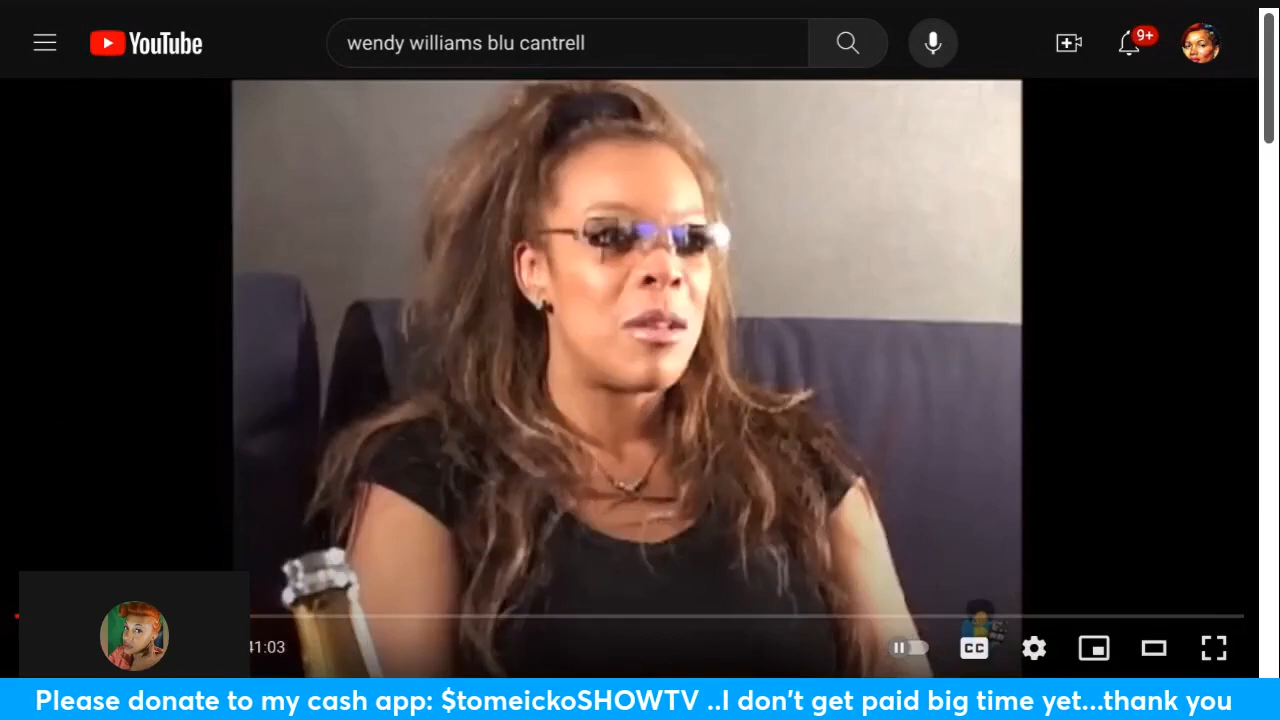 YouTube
wendy williams blu cantrell
9+
41:03
CC
Please donate to my cash app: $tomeickoSHOWTV ..I don't get paid big time yet...thank you